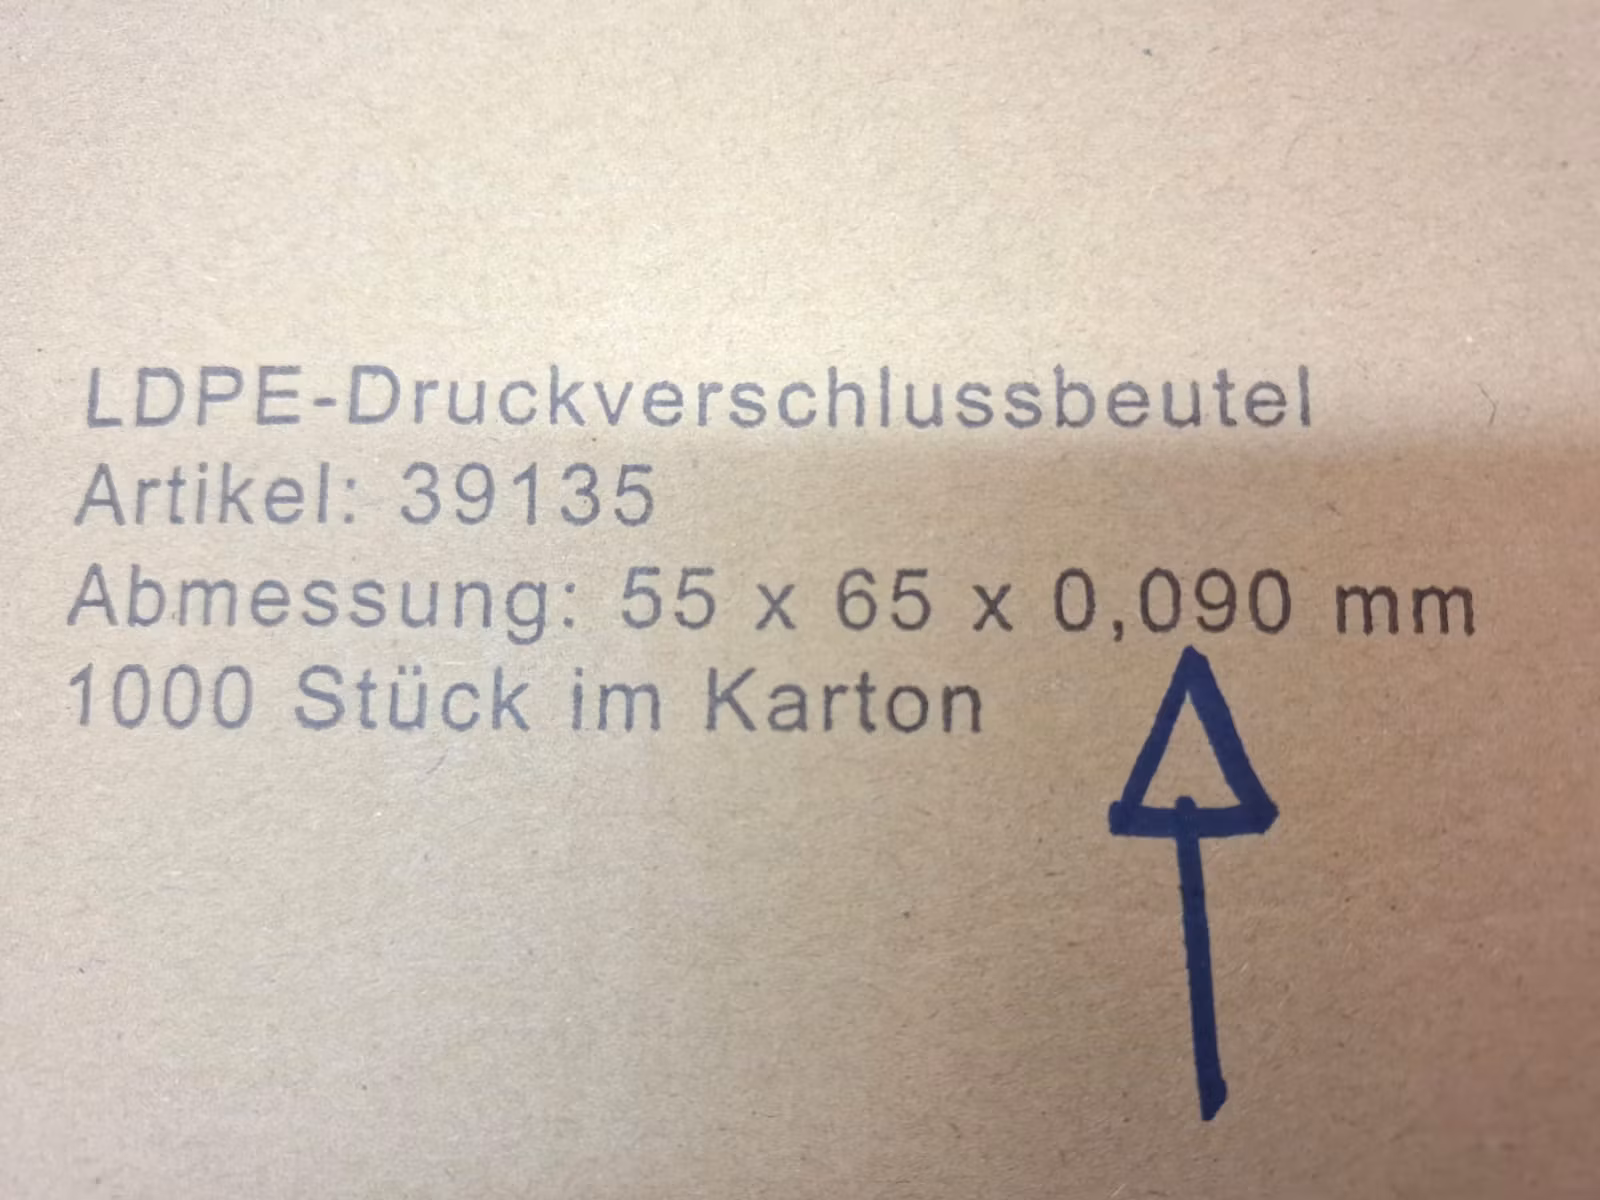 LDPE-Druckverschlussbeutel
Artikel: 39135
Abmessung: 55 x 65 x 0,090 mm
1000 Stück im Karton